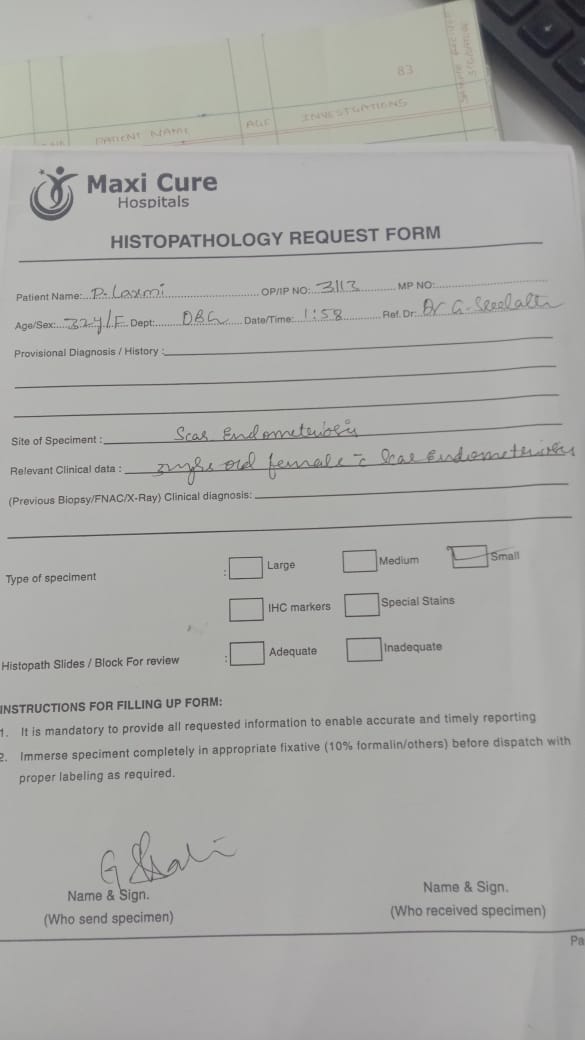 83
PATIENT NAME AGE INVESTGATIONS
Maxi Cure
Hospitals
HISTOPATHOLOGY REQUEST FORM
Patient Name: P. Laxmi OP/IP NO: 3113 MP NO:
Age/Sex: 32y/F Dept: OBG Date/Time: 1:58 Ref. Dr: Dr G.
Provisional Diagnosis / History :
Site of Speciment : Scar Endometriosis
Relevant Clinical data : old female c̄ Scar Endometriosis
(Previous Biopsy/FNAC/X-Ray) Clinical diagnosis:
Type of speciment : Large Medium Small
IHC markers Special Stains
Histopath Slides / Block For review : Adequate Inadequate
INSTRUCTIONS FOR FILLING UP FORM:
1. It is mandatory to provide all requested information to enable accurate and timely reporting
2. Immerse speciment completely in appropriate fixative (10% formalin/others) before dispatch with
proper labeling as required.
Name & Sign. Name & Sign.
(Who send specimen) (Who received specimen)
Pa